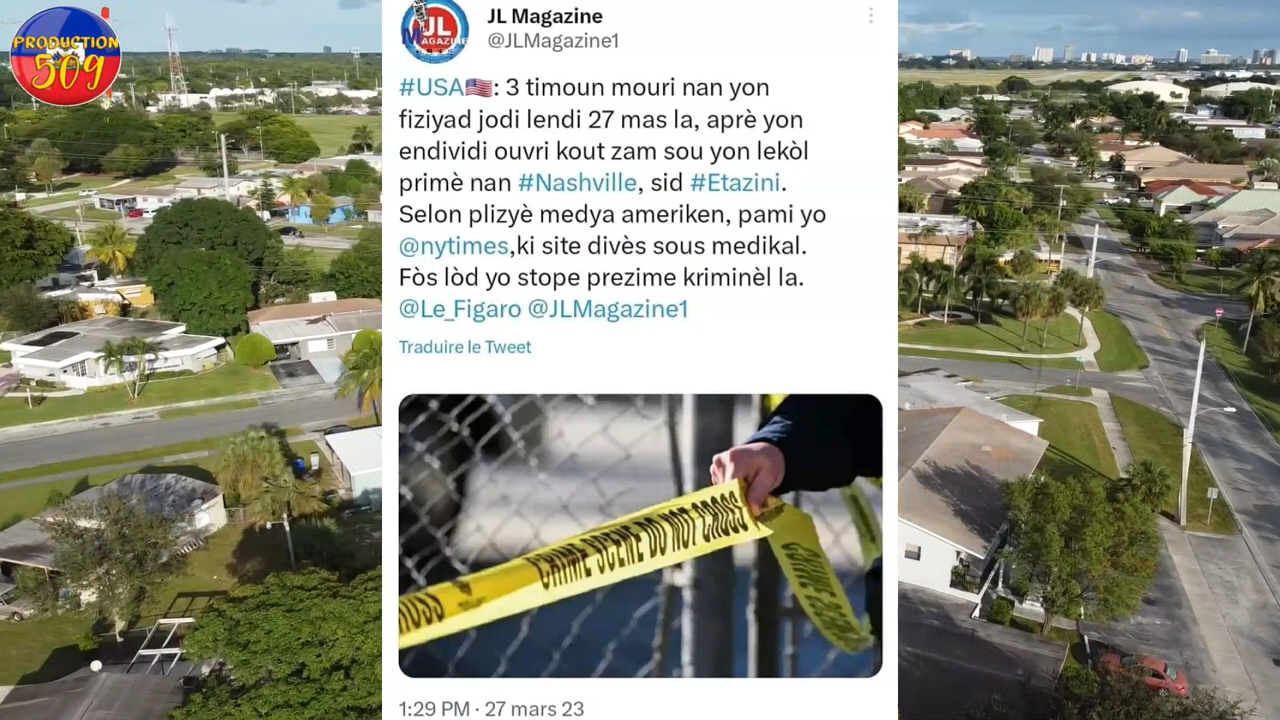 PRODUCTION
509
JL
MAGAZINE
JL Magazine
@JLMagazine1
#USA🇺🇸: 3 timoun mouri nan yon
fiziyad jodi lendi 27 mas la, aprè yon
endividi ouvri kout zam sou yon lekòl
primè nan #Nashville, sid #Etazini.
Selon plizyè medya ameriken, pami yo
@nytimes,ki site divès sous medikal.
Fòs lòd yo stope prezime kriminèl la.
@Le_Figaro @JLMagazine1
Traduire le Tweet
CRIME SCENE DO NOT CROSS
ROSS
CRIME SCENE
1:29 PM · 27 mars 23